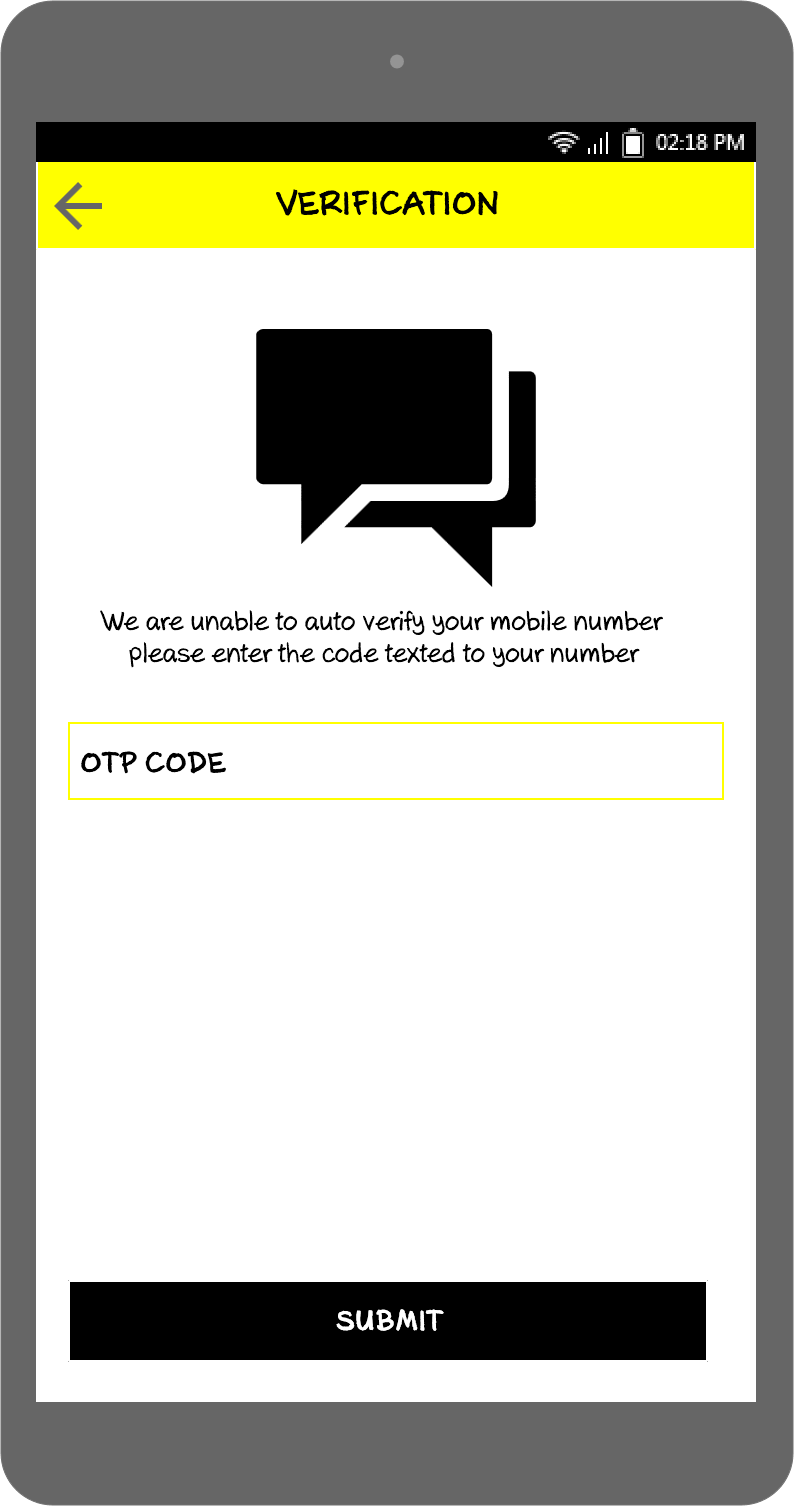 02:18 PM
VERIFICATION
We are unable to auto verify your mobile number
please enter the code texted to your number
OTP CODE
SUBMIT